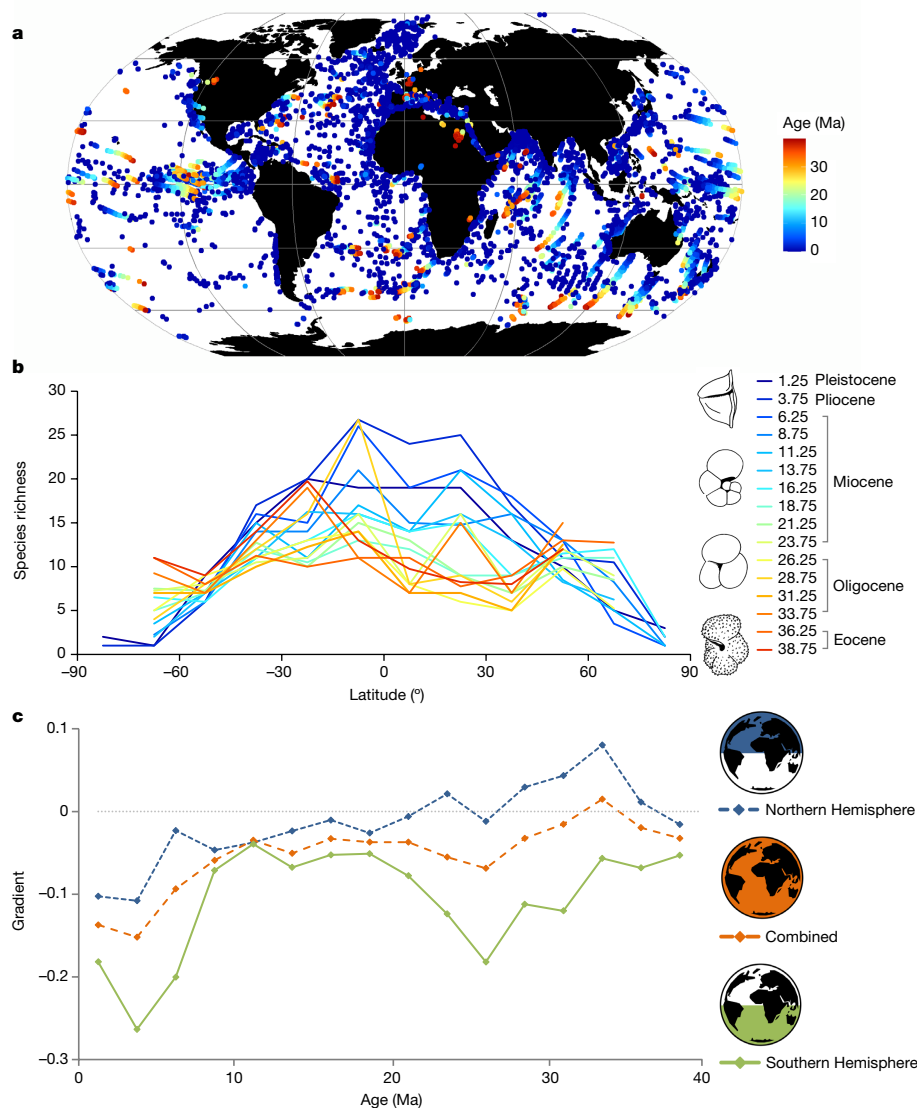 a
Age (Ma)
30
20
10
0
b
30
25
20
15
10
5
0
Species richness
−90
−60
−30
0
30
60
90
Latitude (º)
1.25 Pleistocene
3.75 Pliocene
6.25
8.75
11.25
13.75
16.25
18.75
21.25
23.75
Miocene
26.25
28.75
31.25
33.75
Oligocene
36.25
38.75
Eocene
c
0.1
0
−0.1
−0.2
−0.3
Gradient
0
10
20
30
40
Age (Ma)
Northern Hemisphere
Combined
Southern Hemisphere